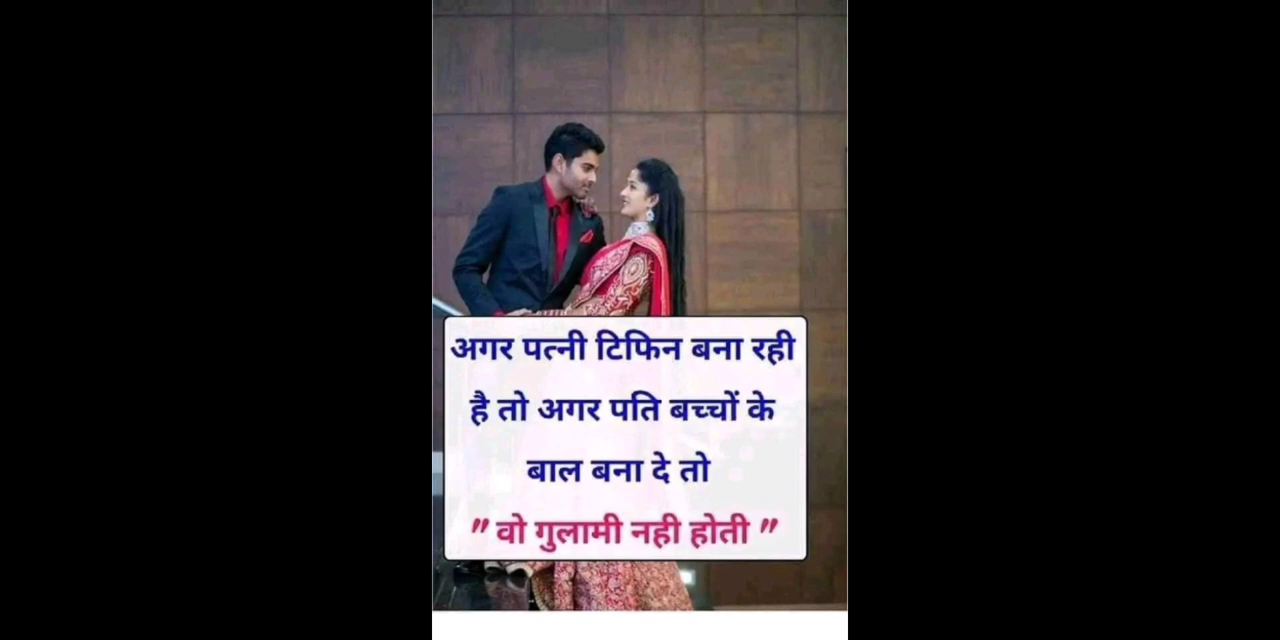 अगर पत्नी टिफिन बना रही
है तो अगर पति बच्चों के
बाल बना दे तो
" वो गुलामी नही होती "